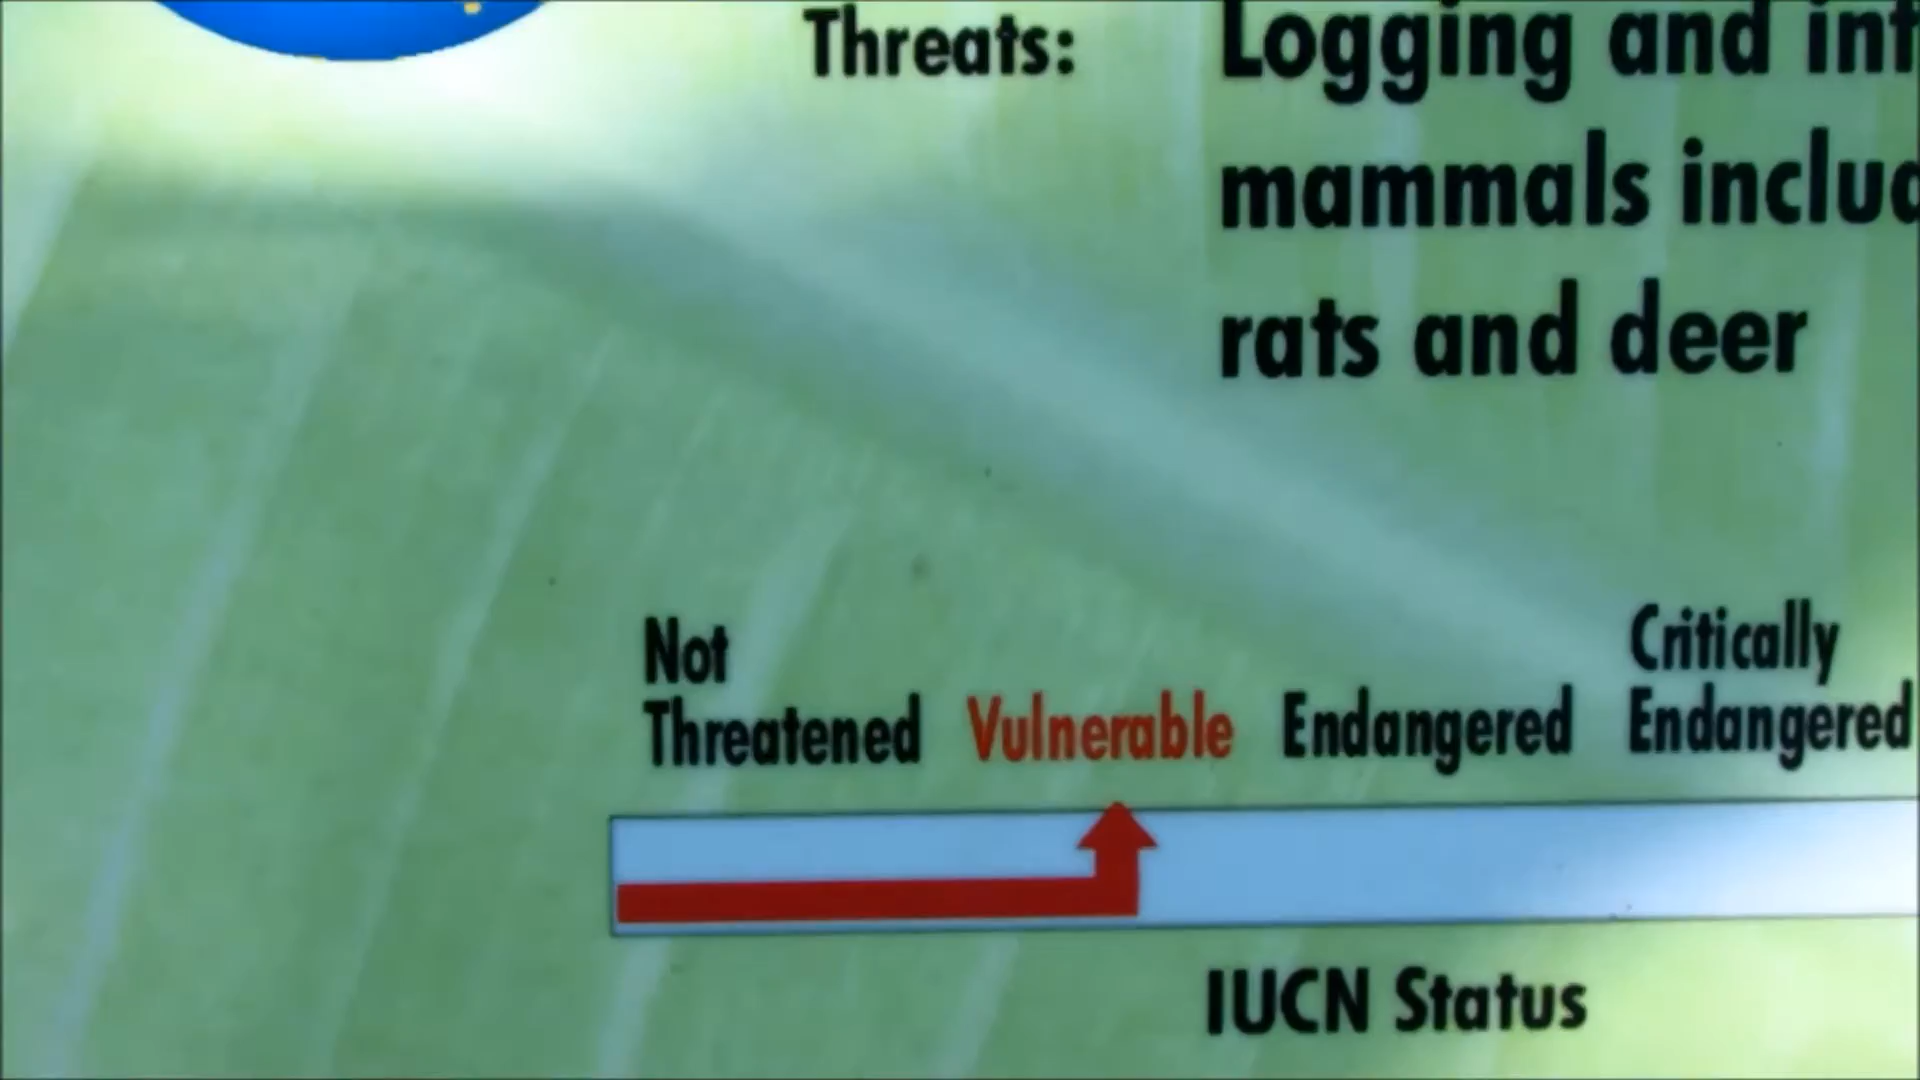 Threats: Logging and
mammals
rats and deer
Not
Threatened Vulnerable Endangered
Critically
Endangered
IUCN Status